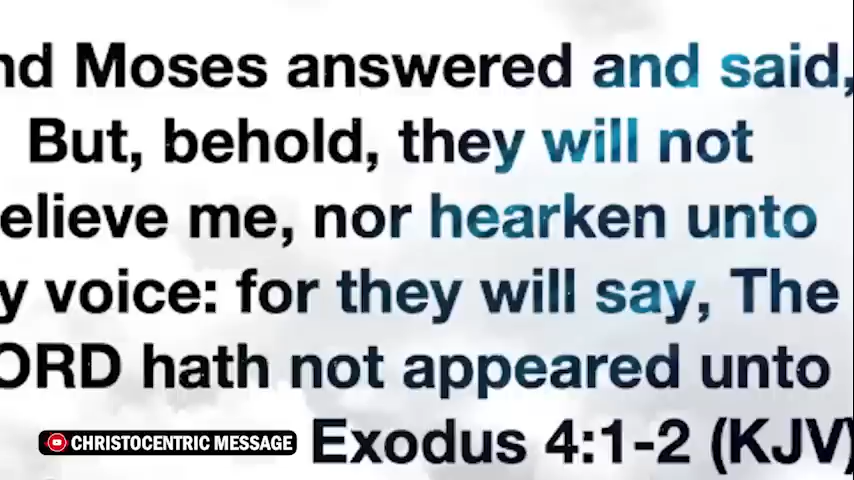 nd Moses answered and said,
But, behold, they will not
elieve me, nor hearken unto
y voice: for they will say, The
ORD hath not appeared unto
CHRISTOCENTRIC MESSAGE Exodus 4:1-2 (KJV)